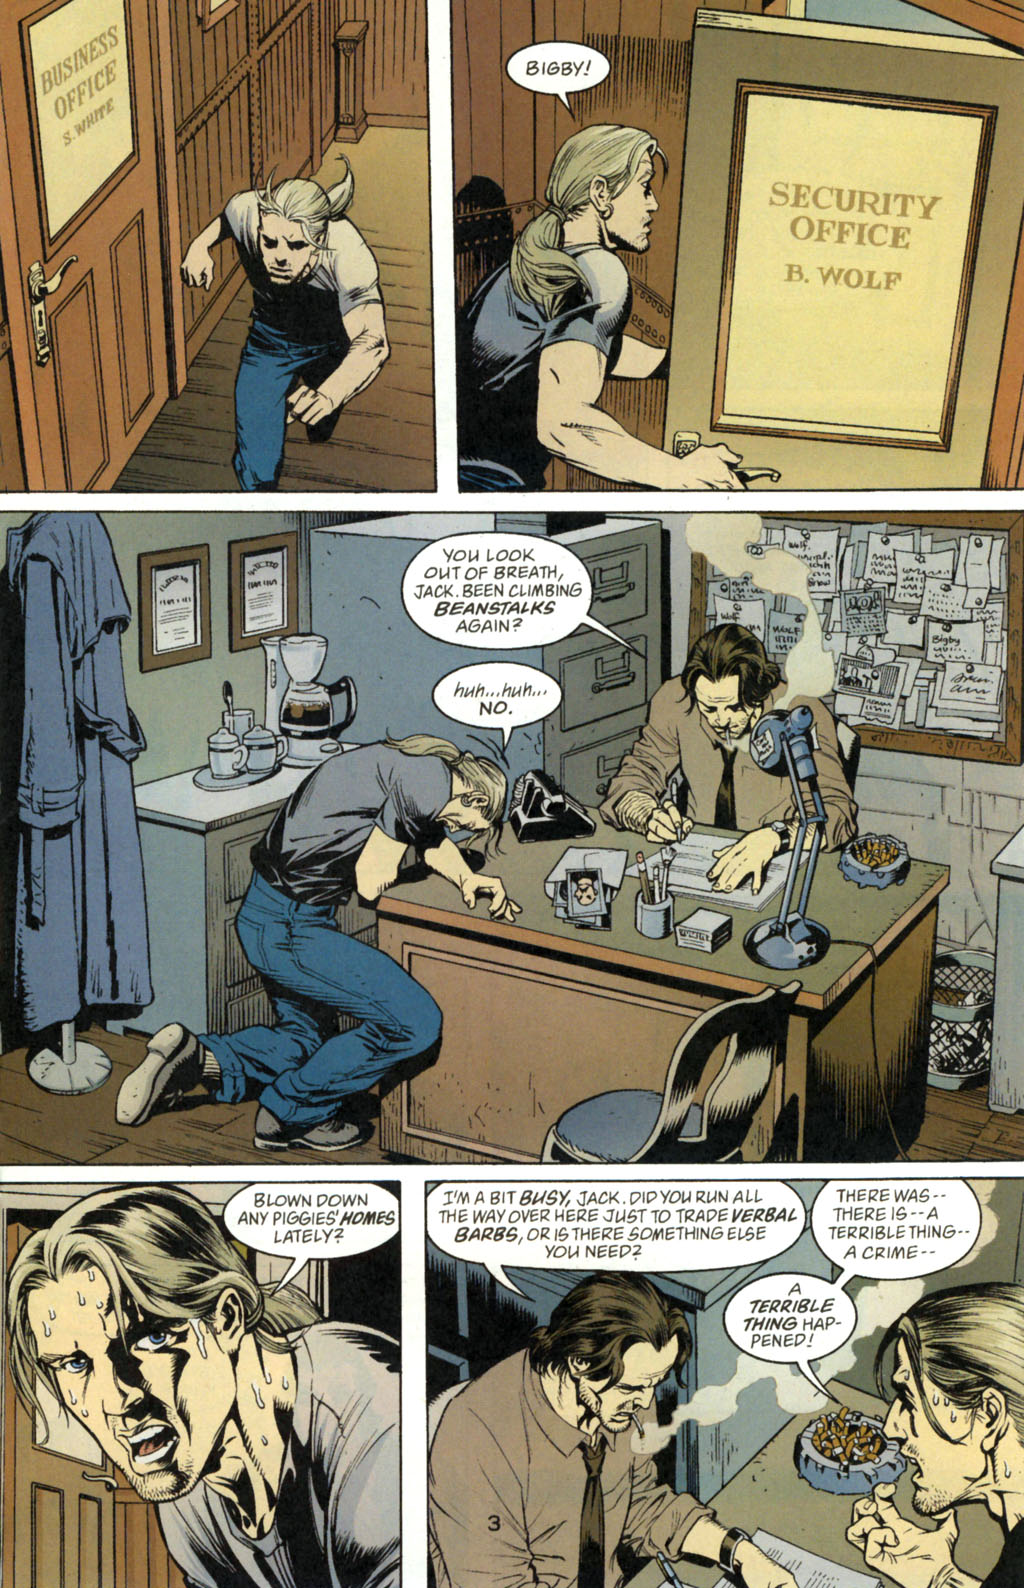 BUSINESS
OFFICE
S. WHITE
BIGBY!
SECURITY
OFFICE
B. WOLF
YOU LOOK
OUT OF BREATH,
JACK. BEEN CLIMBING
BEANSTALKS
AGAIN?
huh...huh...
NO.
Wolf,
Wolf
WOLF
Bigby
BLOWN DOWN
ANY PIGGIES' HOMES
LATELY?
I'M A BIT BUSY, JACK. DID YOU RUN ALL
THE WAY OVER HERE JUST TO TRADE VERBAL
BARBS, OR IS THERE SOMETHING ELSE
YOU NEED?
THERE WAS--
THERE IS--A
TERRIBLE THING--
A CRIME--
A
TERRIBLE
THING HAP-
PENED!
3